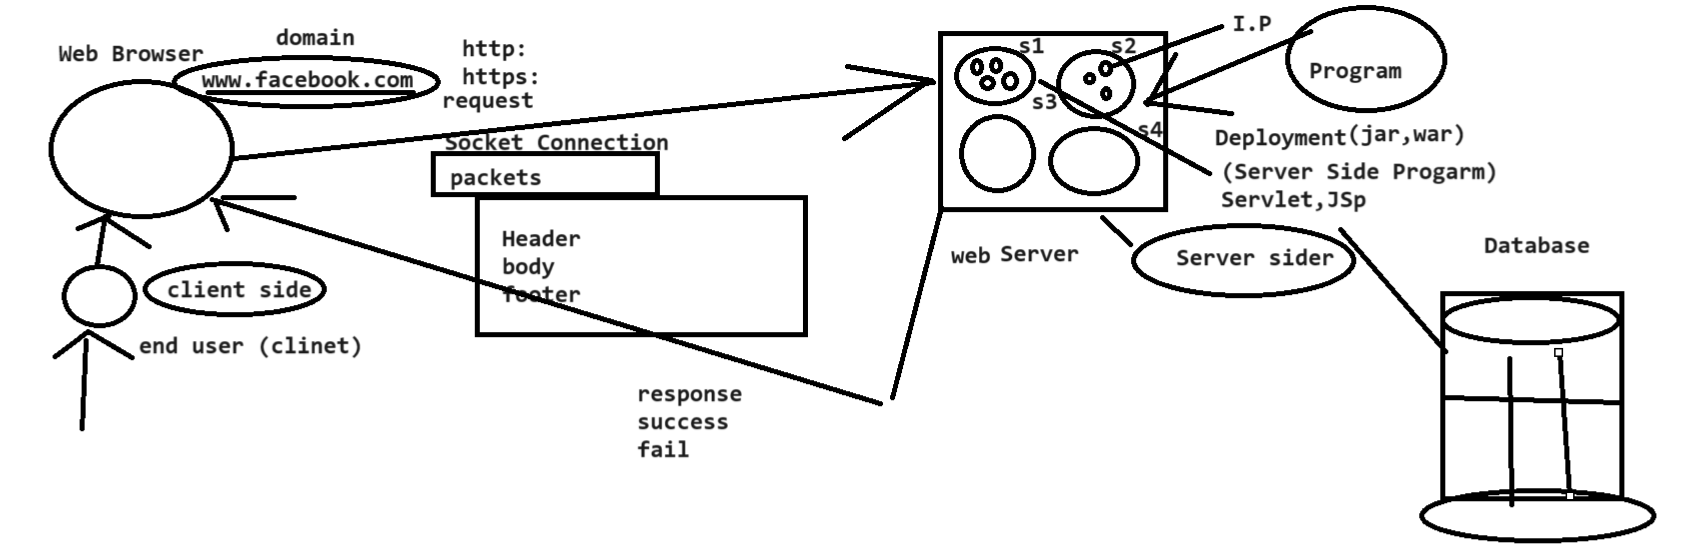 domain
Web Browser
www.facebook.com
http:
https:
request
Socket Connection
packets
Header
body
footer
client side
end user (clinet)
response
success
fail
s1
s2
s3
s4
I.P
Program
Deployment(jar,war)
(Server Side Progarm)
Servlet,JSp
web Server
Server sider
Database